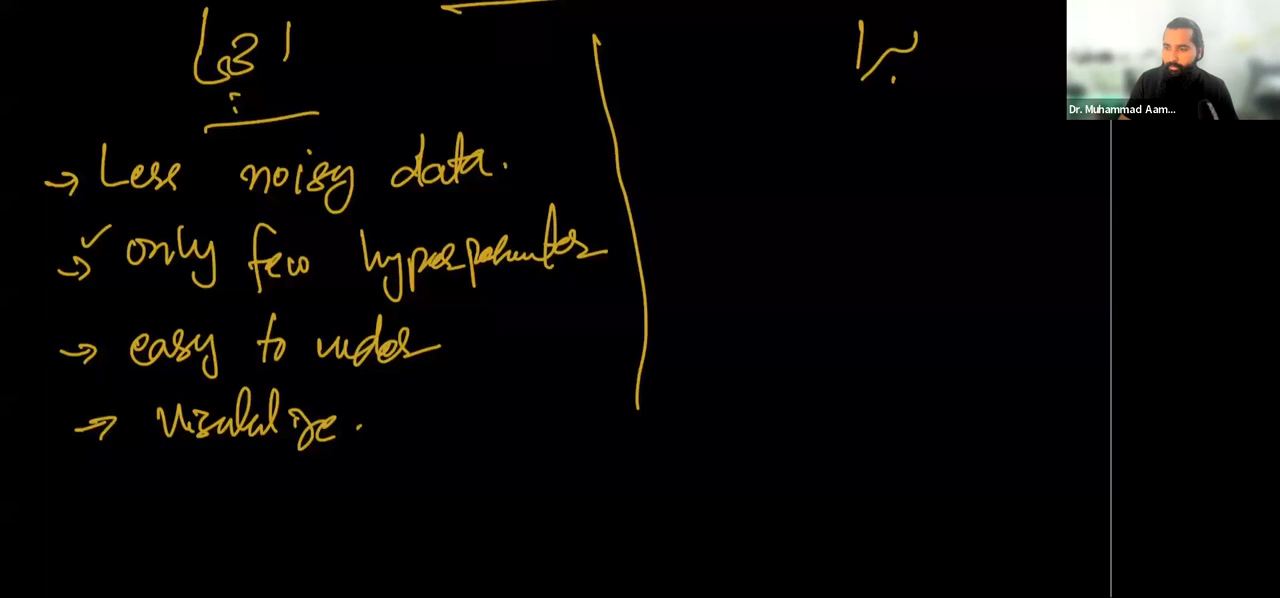 اچھا
برا
Dr. Muhammad Aam...
→ Less noisy data.
→ only few hyperparameters
→ easy to under
→ visualize.